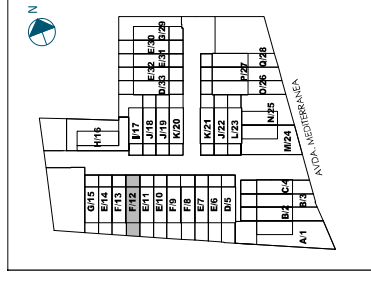 N
G/29
E/30
E/31
E/32
D/33
H/16
I/17
J/18
J/19
K/20
K/21
J/22
L/23
P/27
Q/28
O/26
N/25
M/24
AVDA. MEDITERRANEA
G/15
E/14
F/13
F/12
E/11
E/10
F/9
F/8
E/7
E/6
D/5
C/4
B/3
B/2
A/1